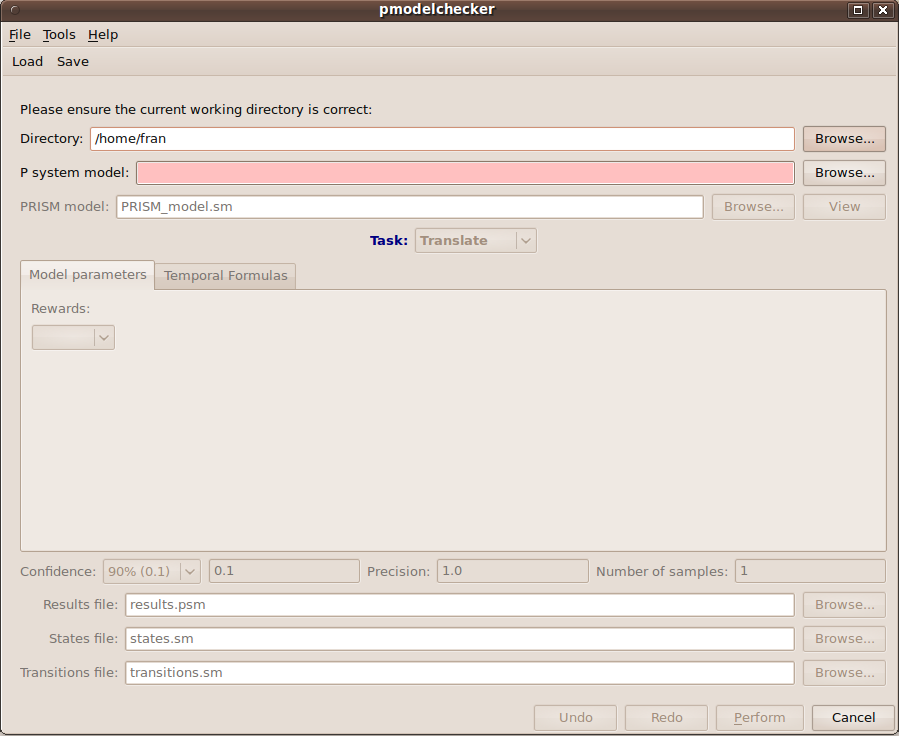 pmodelchecker
File Tools Help
Load Save
Please ensure the current working directory is correct:
Directory: /home/fran Browse...
P system model: Browse...
PRISM model: PRISM_model.sm Browse... View
Task: Translate
Model parameters Temporal Formulas
Rewards:
Confidence: 90% (0.1) 0.1 Precision: 1.0 Number of samples: 1
Results file: results.psm Browse...
States file: states.sm Browse...
Transitions file: transitions.sm Browse...
Undo Redo Perform Cancel